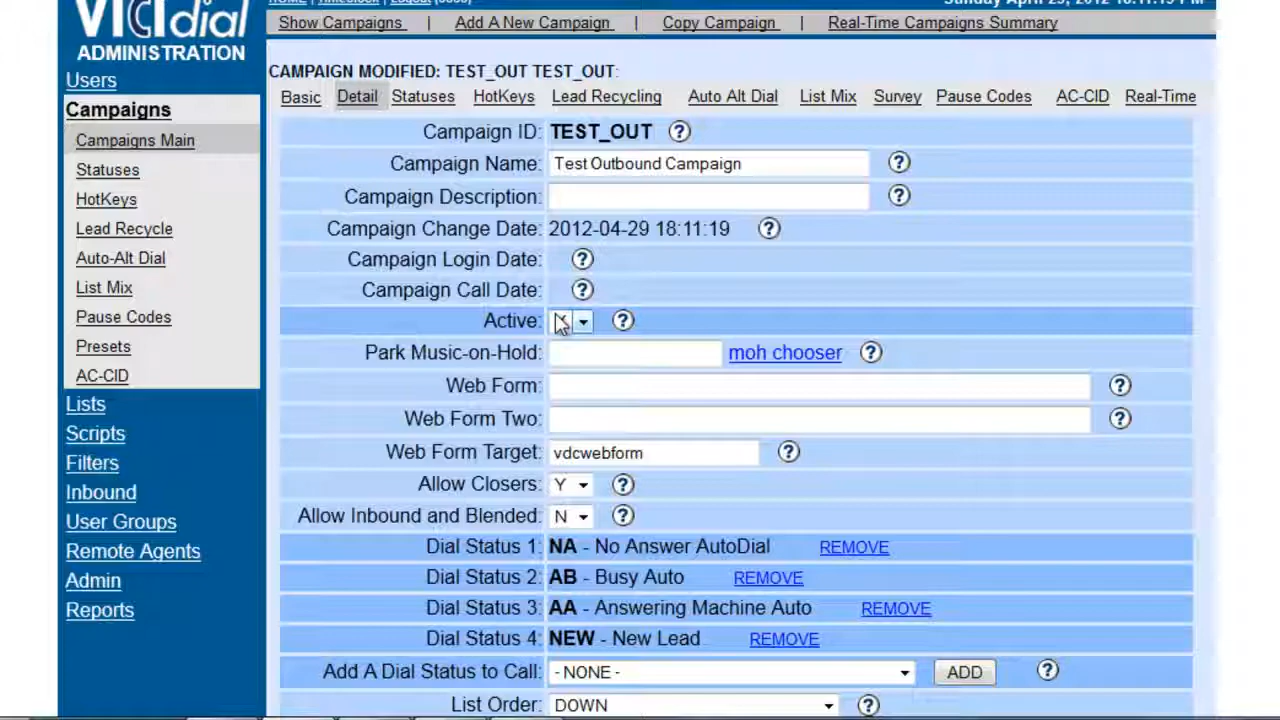 VICIdial
ADMINISTRATION
Users
Campaigns
Campaigns Main
Statuses
HotKeys
Lead Recycle
Auto-Alt Dial
List Mix
Pause Codes
Presets
AC-CID
Lists
Scripts
Filters
Inbound
User Groups
Remote Agents
Admin
Reports
Show Campaigns | Add A New Campaign | Copy Campaign | Real-Time Campaigns Summary
CAMPAIGN MODIFIED: TEST_OUT TEST_OUT:
Basic Detail Statuses HotKeys Lead Recycling Auto Alt Dial List Mix Survey Pause Codes AC-CID Real-Time
Campaign ID: TEST_OUT ?
Campaign Name: Test Outbound Campaign ?
Campaign Description: ?
Campaign Change Date: 2012-04-29 18:11:19 ?
Campaign Login Date: ?
Campaign Call Date: ?
Active: ?
Park Music-on-Hold: moh chooser ?
Web Form: ?
Web Form Two: ?
Web Form Target: vdcwebform ?
Allow Closers: Y ?
Allow Inbound and Blended: N ?
Dial Status 1: NA - No Answer AutoDial REMOVE
Dial Status 2: AB - Busy Auto REMOVE
Dial Status 3: AA - Answering Machine Auto REMOVE
Dial Status 4: NEW - New Lead REMOVE
Add A Dial Status to Call: - NONE - ADD ?
List Order: DOWN ?